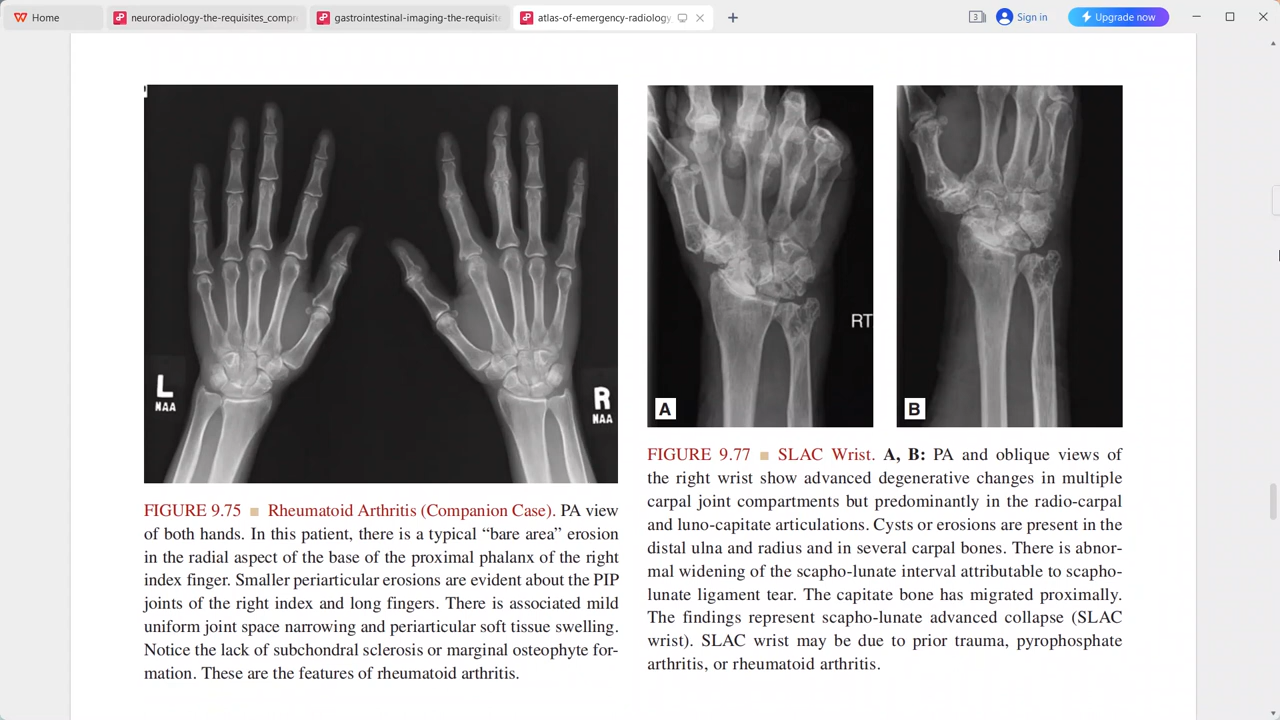 Home
neuroradiology-the-requisites_compr
gastrointestinal-imaging-the-requisite
atlas-of-emergency-radiology
3
Sign in
Upgrade now
L
NAA
R
NAA
FIGURE 9.75 ■ Rheumatoid Arthritis (Companion Case). PA view
of both hands. In this patient, there is a typical “bare area” erosion
in the radial aspect of the base of the proximal phalanx of the right
index finger. Smaller periarticular erosions are evident about the PIP
joints of the right index and long fingers. There is associated mild
uniform joint space narrowing and periarticular soft tissue swelling.
Notice the lack of subchondral sclerosis or marginal osteophyte for-
mation. These are the features of rheumatoid arthritis.
RT
A
B
FIGURE 9.77 ■ SLAC Wrist. A, B: PA and oblique views of
the right wrist show advanced degenerative changes in multiple
carpal joint compartments but predominantly in the radio-carpal
and luno-capitate articulations. Cysts or erosions are present in the
distal ulna and radius and in several carpal bones. There is abnor-
mal widening of the scapho-lunate interval attributable to scapho-
lunate ligament tear. The capitate bone has migrated proximally.
The findings represent scapho-lunate advanced collapse (SLAC
wrist). SLAC wrist may be due to prior trauma, pyrophosphate
arthritis, or rheumatoid arthritis.